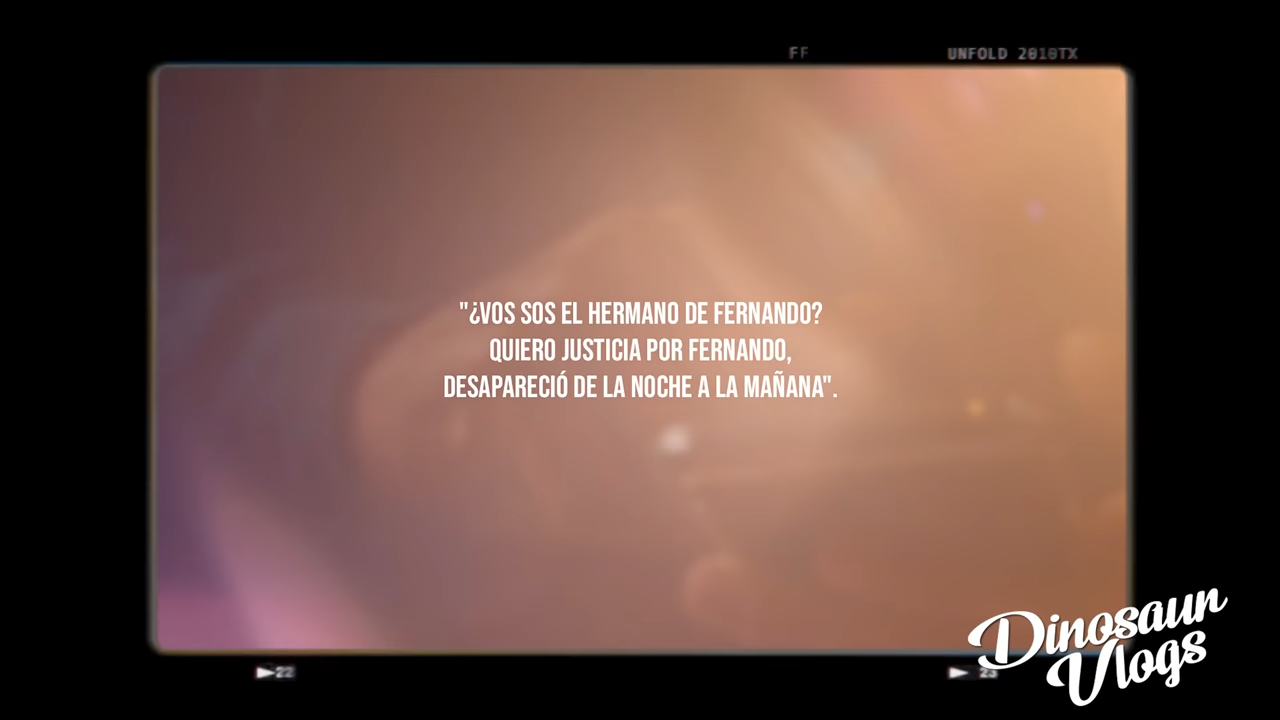 FF
UNFOLD 2010TX
"¿VOS SOS EL HERMANO DE FERNANDO?
QUIERO JUSTICIA POR FERNANDO,
DESAPARECIÓ DE LA NOCHE A LA MAÑANA".
Dinosaur
Vlogs
▶22
▶ 23